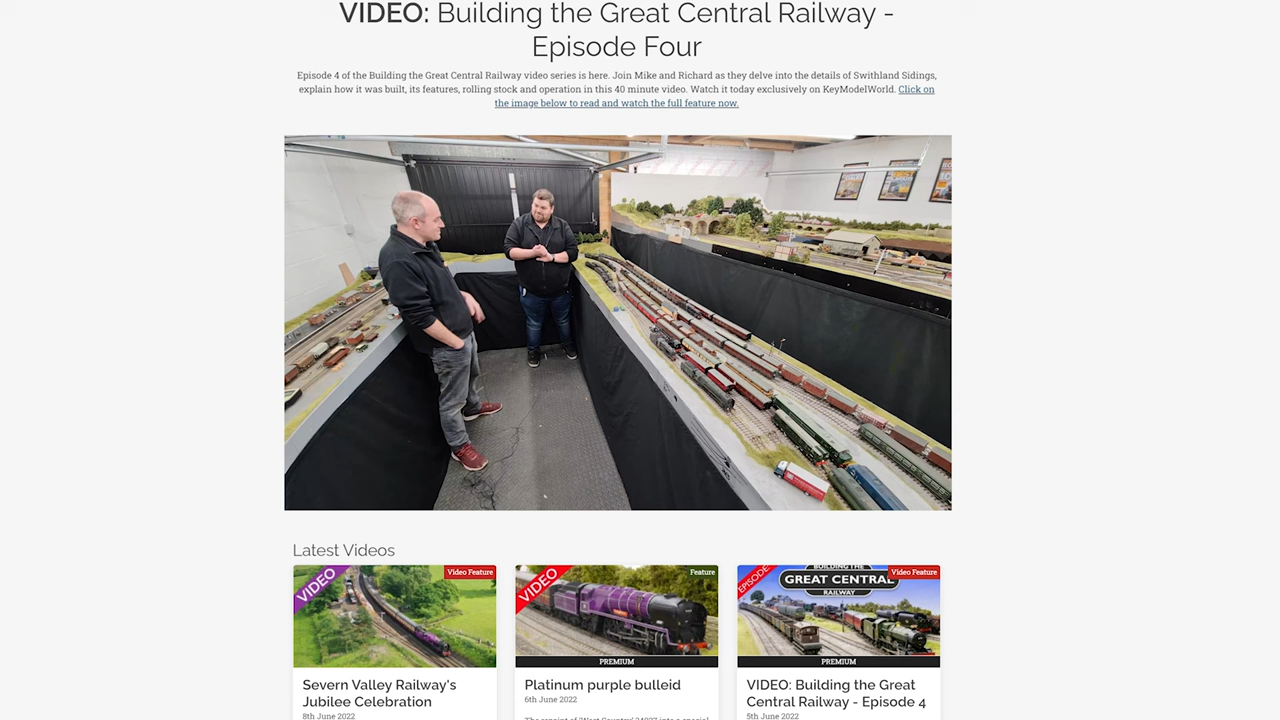 VIDEO: Building the Great Central Railway -
Episode Four
Episode 4 of the Building the Great Central Railway video series is here. Join Mike and Richard as they delve into the details of Swithland Sidings,
explain how it was built, its features, rolling stock and operation in this 40 minute video. Watch it today exclusively on KeyModelWorld. Click on
the image below to read and watch the full feature now.
Latest Videos
VIDEO
Video Feature
VIDEO
Feature
PREMIUM
EPISODE
Video Feature
BUILDING THE
GREAT CENTRAL
RAILWAY
PREMIUM
Severn Valley Railway's
Jubilee Celebration
8th June 2022
Platinum purple bulleid
6th June 2022
VIDEO: Building the Great
Central Railway - Episode 4
5th June 2022